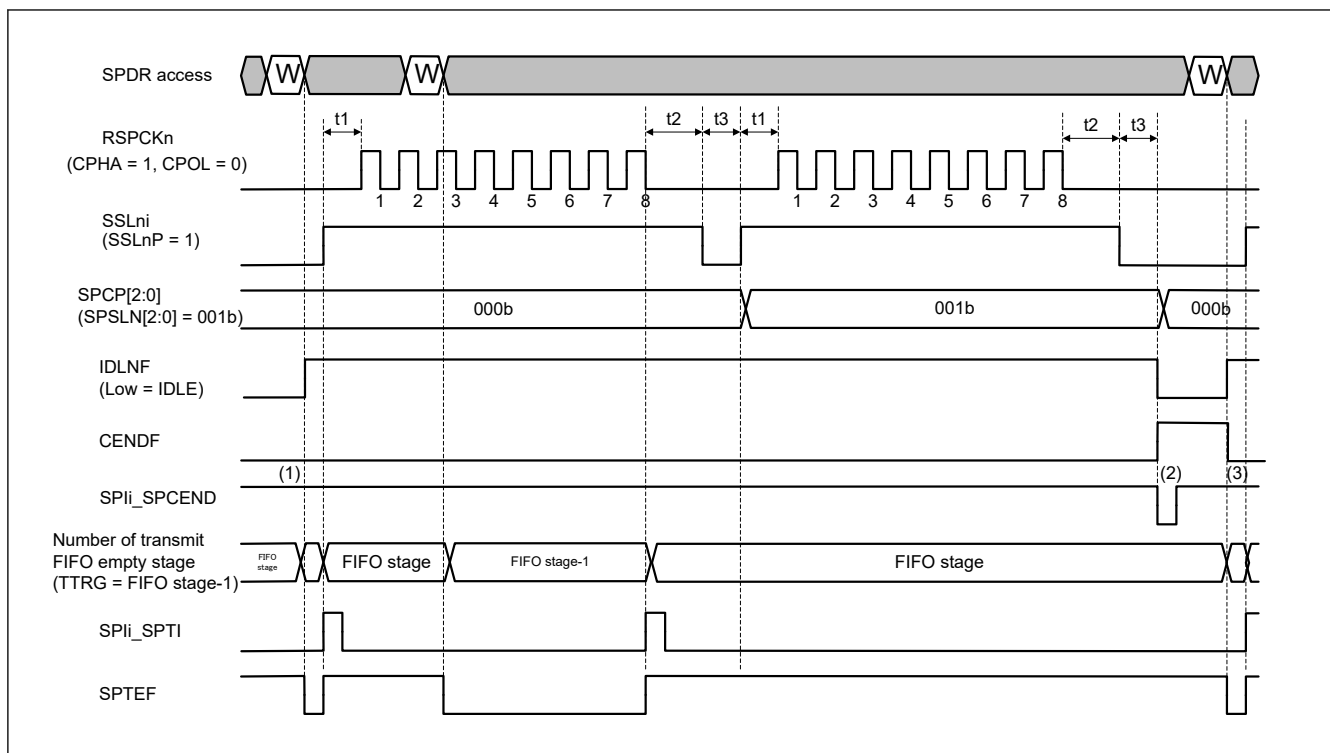 SPDR access
W
W
W
t1
t2
t3
t1
t2
t3
RSPCKn
(CPHA = 1, CPOL = 0)
1 2 3 4 5 6 7 8
1 2 3 4 5 6 7 8
SSLni
(SSLnP = 1)
SPCP[2:0]
(SPSLN[2:0] = 001b)
000b
001b
000b
IDLNF
(Low = IDLE)
CENDF
(1)
(2)
(3)
SPIi_SPCEND
Number of transmit
FIFO empty stage
(TTRG = FIFO stage-1)
FIFO
stage
FIFO stage
FIFO stage-1
FIFO stage
SPIi_SPTI
SPTEF